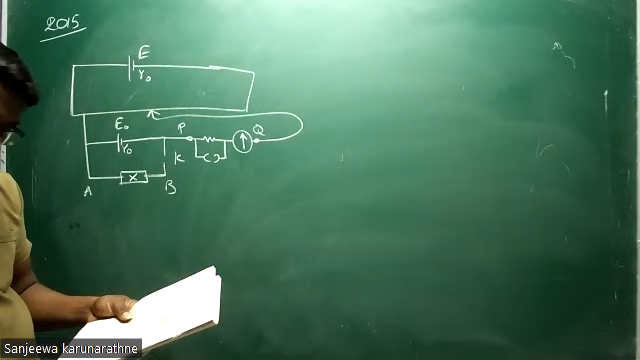 2015
E
r₀
E₀
r₀
P
Q
K
( )
A
X
B
Sanjeewa karunarathne